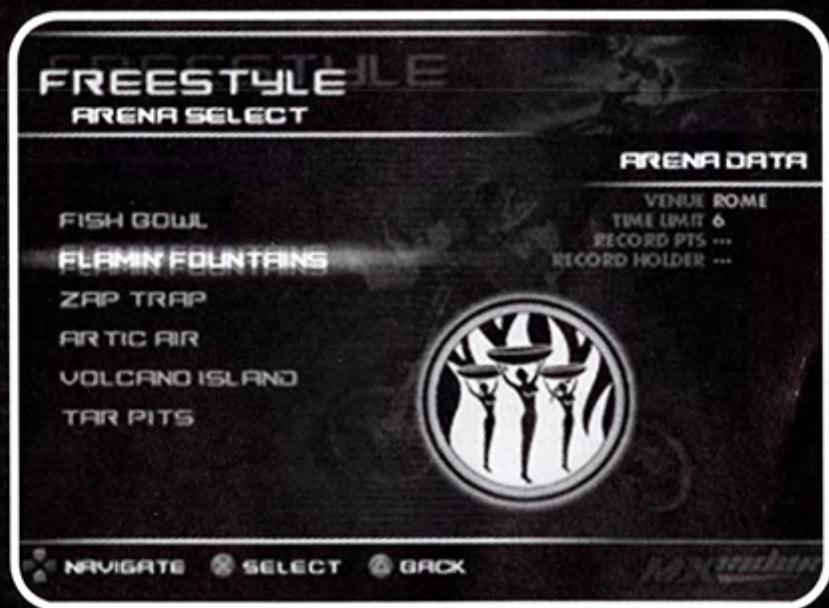 FREESTYLE
ARENA SELECT
ARENA DATA
VENUE ROME
TIME LIMIT 6
RECORD PTS ---
RECORD HOLDER ---
FISH BOWL
FLAMIN' FOUNTAINS
ZAP TRAP
ARTIC AIR
VOLCANO ISLAND
TAR PITS
NAVIGATE SELECT BACK
MX